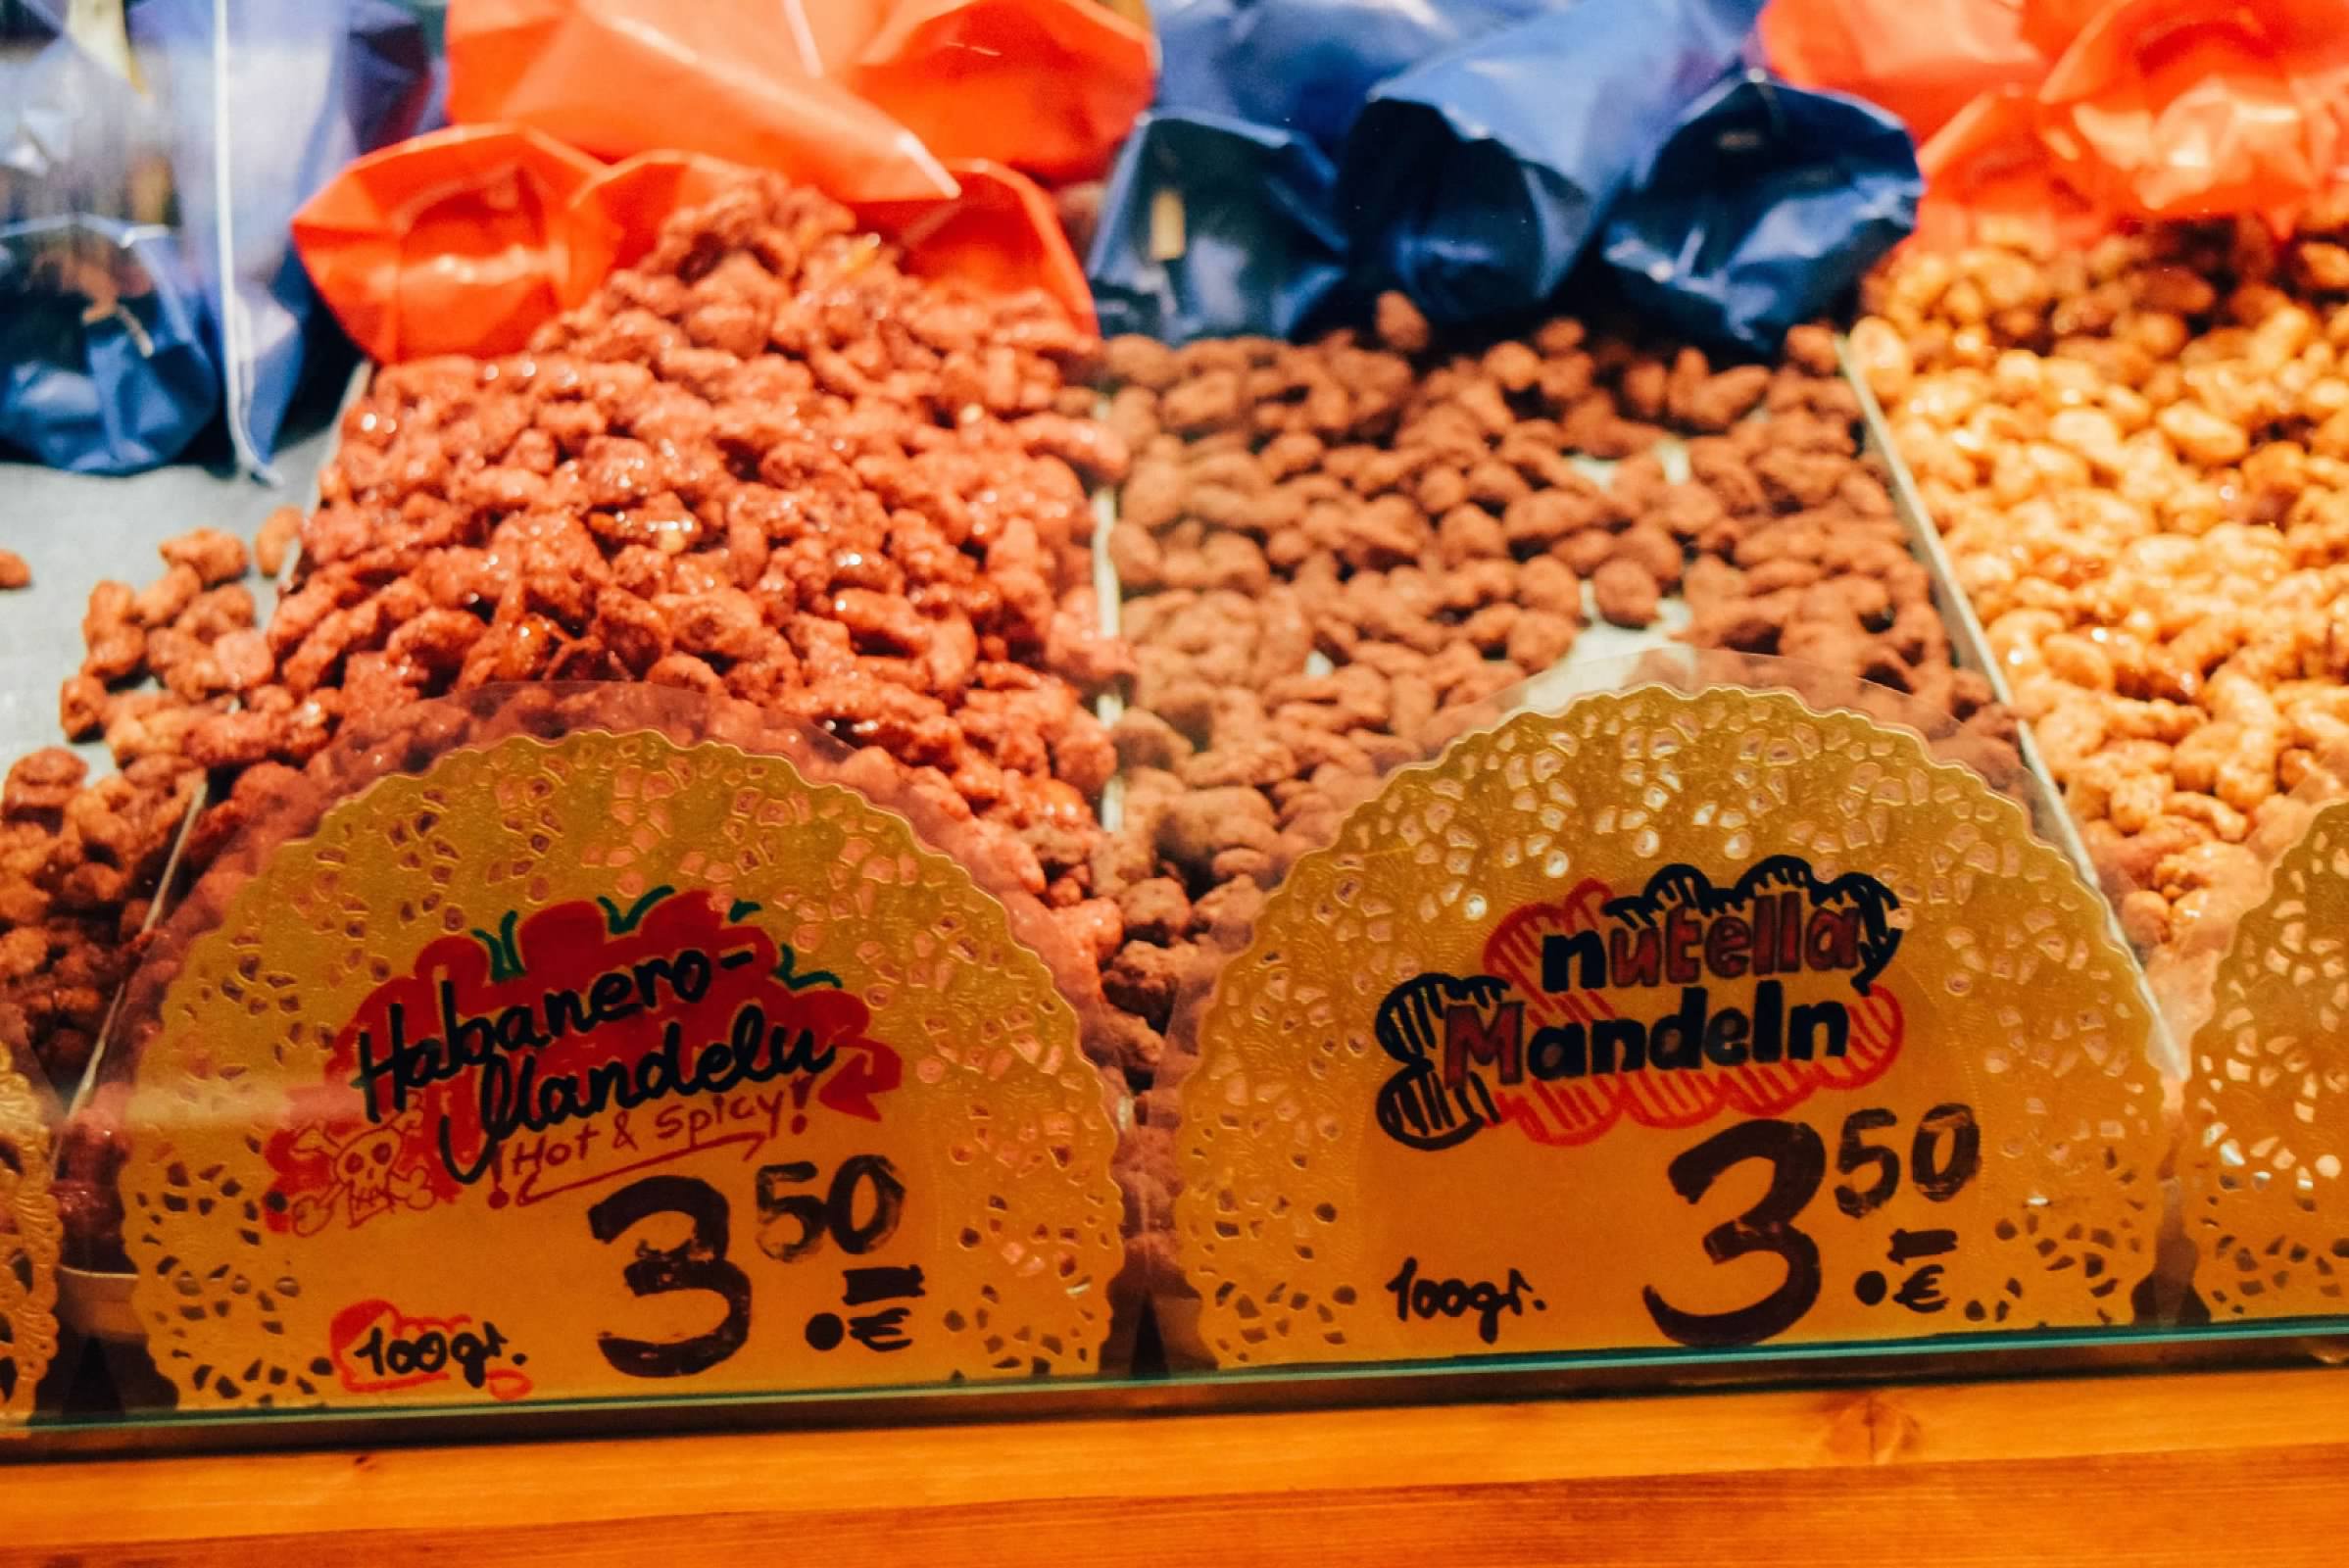 Habanero-
Mandeln
! Hot & Spicy!
3.50 €
100gr.
nutella
Mandeln
3.50 €
100gr.